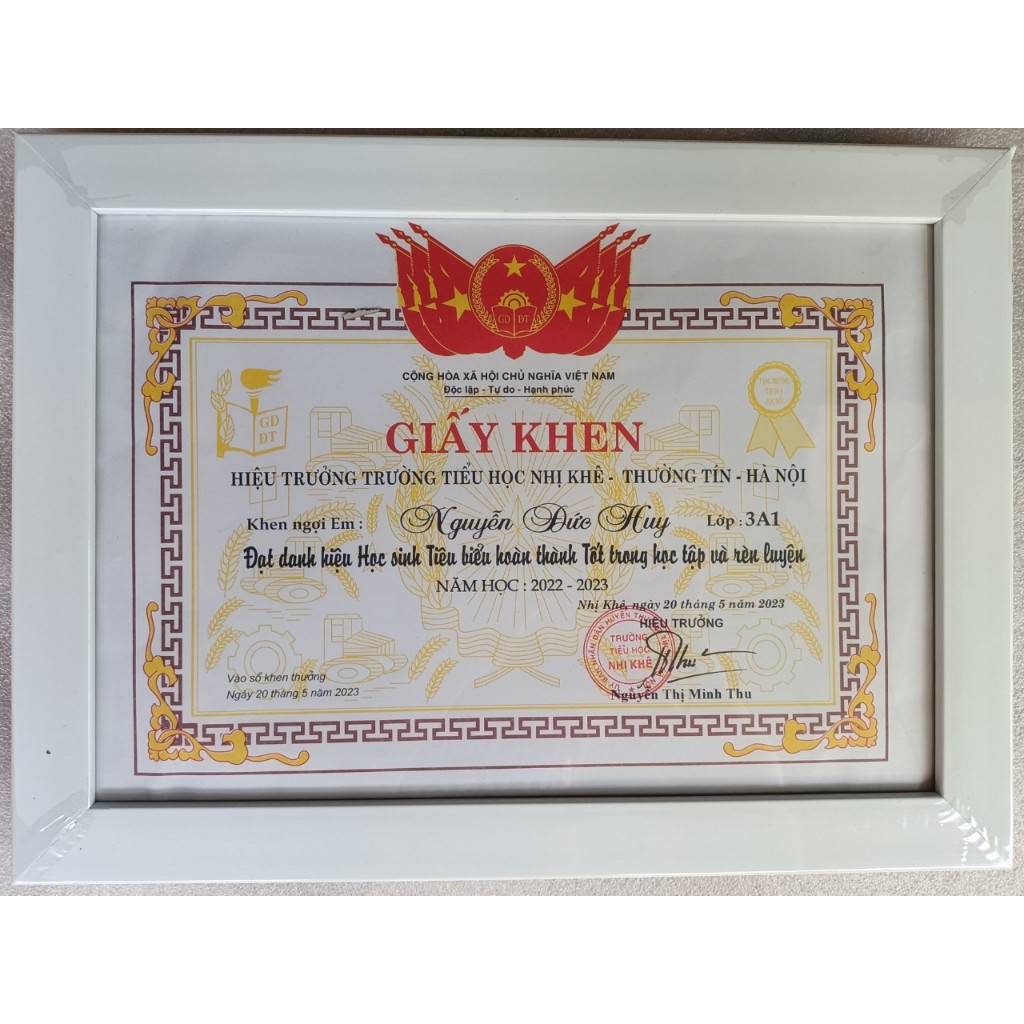 GD ĐT
CỘNG HÒA XÃ HỘI CHỦ NGHĨA VIỆT NAM
Độc lập - Tự do - Hạnh phúc
GD
ĐT
GIẤY KHEN
HIỆU TRƯỞNG TRƯỜNG TIỂU HỌC NHỊ KHÊ - THƯỜNG TÍN - HÀ NỘI
Khen ngợi Em : Nguyễn Đức Huy Lớp : 3A1
Đạt danh hiệu Học sinh Tiêu biểu hoàn thành Tốt trong học tập và rèn luyện
NĂM HỌC : 2022 - 2023
Nhị Khê, ngày 20 tháng 5 năm 2023
HIỆU TRƯỞNG
TRƯỜNG
TIỂU HỌC
NHỊ KHÊ
Vào sổ khen thưởng
Ngày 20 tháng 5 năm 2023
Nguyễn Thị Minh Thu